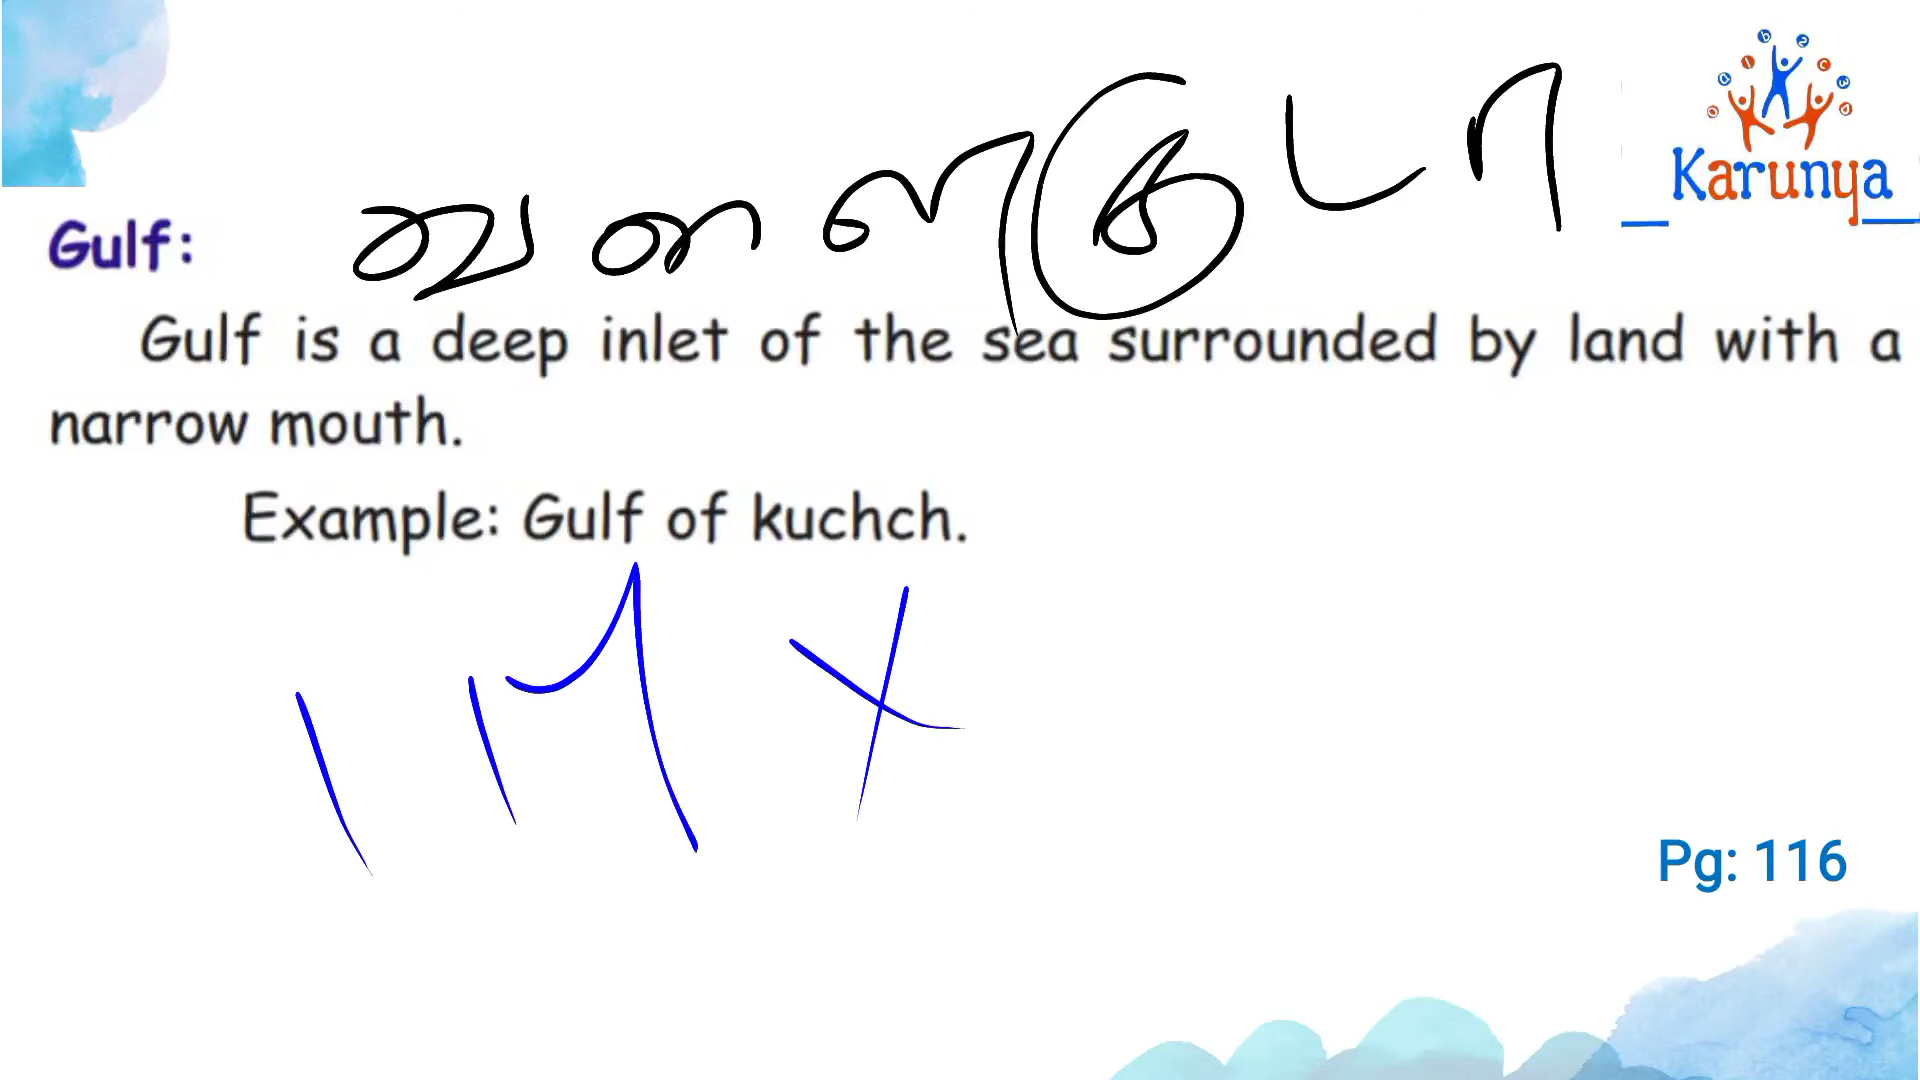 Karunya
வளைகுடா
Gulf:
Gulf is a deep inlet of the sea surrounded by land with a
narrow mouth.
Example: Gulf of kuchch.
Pg: 116